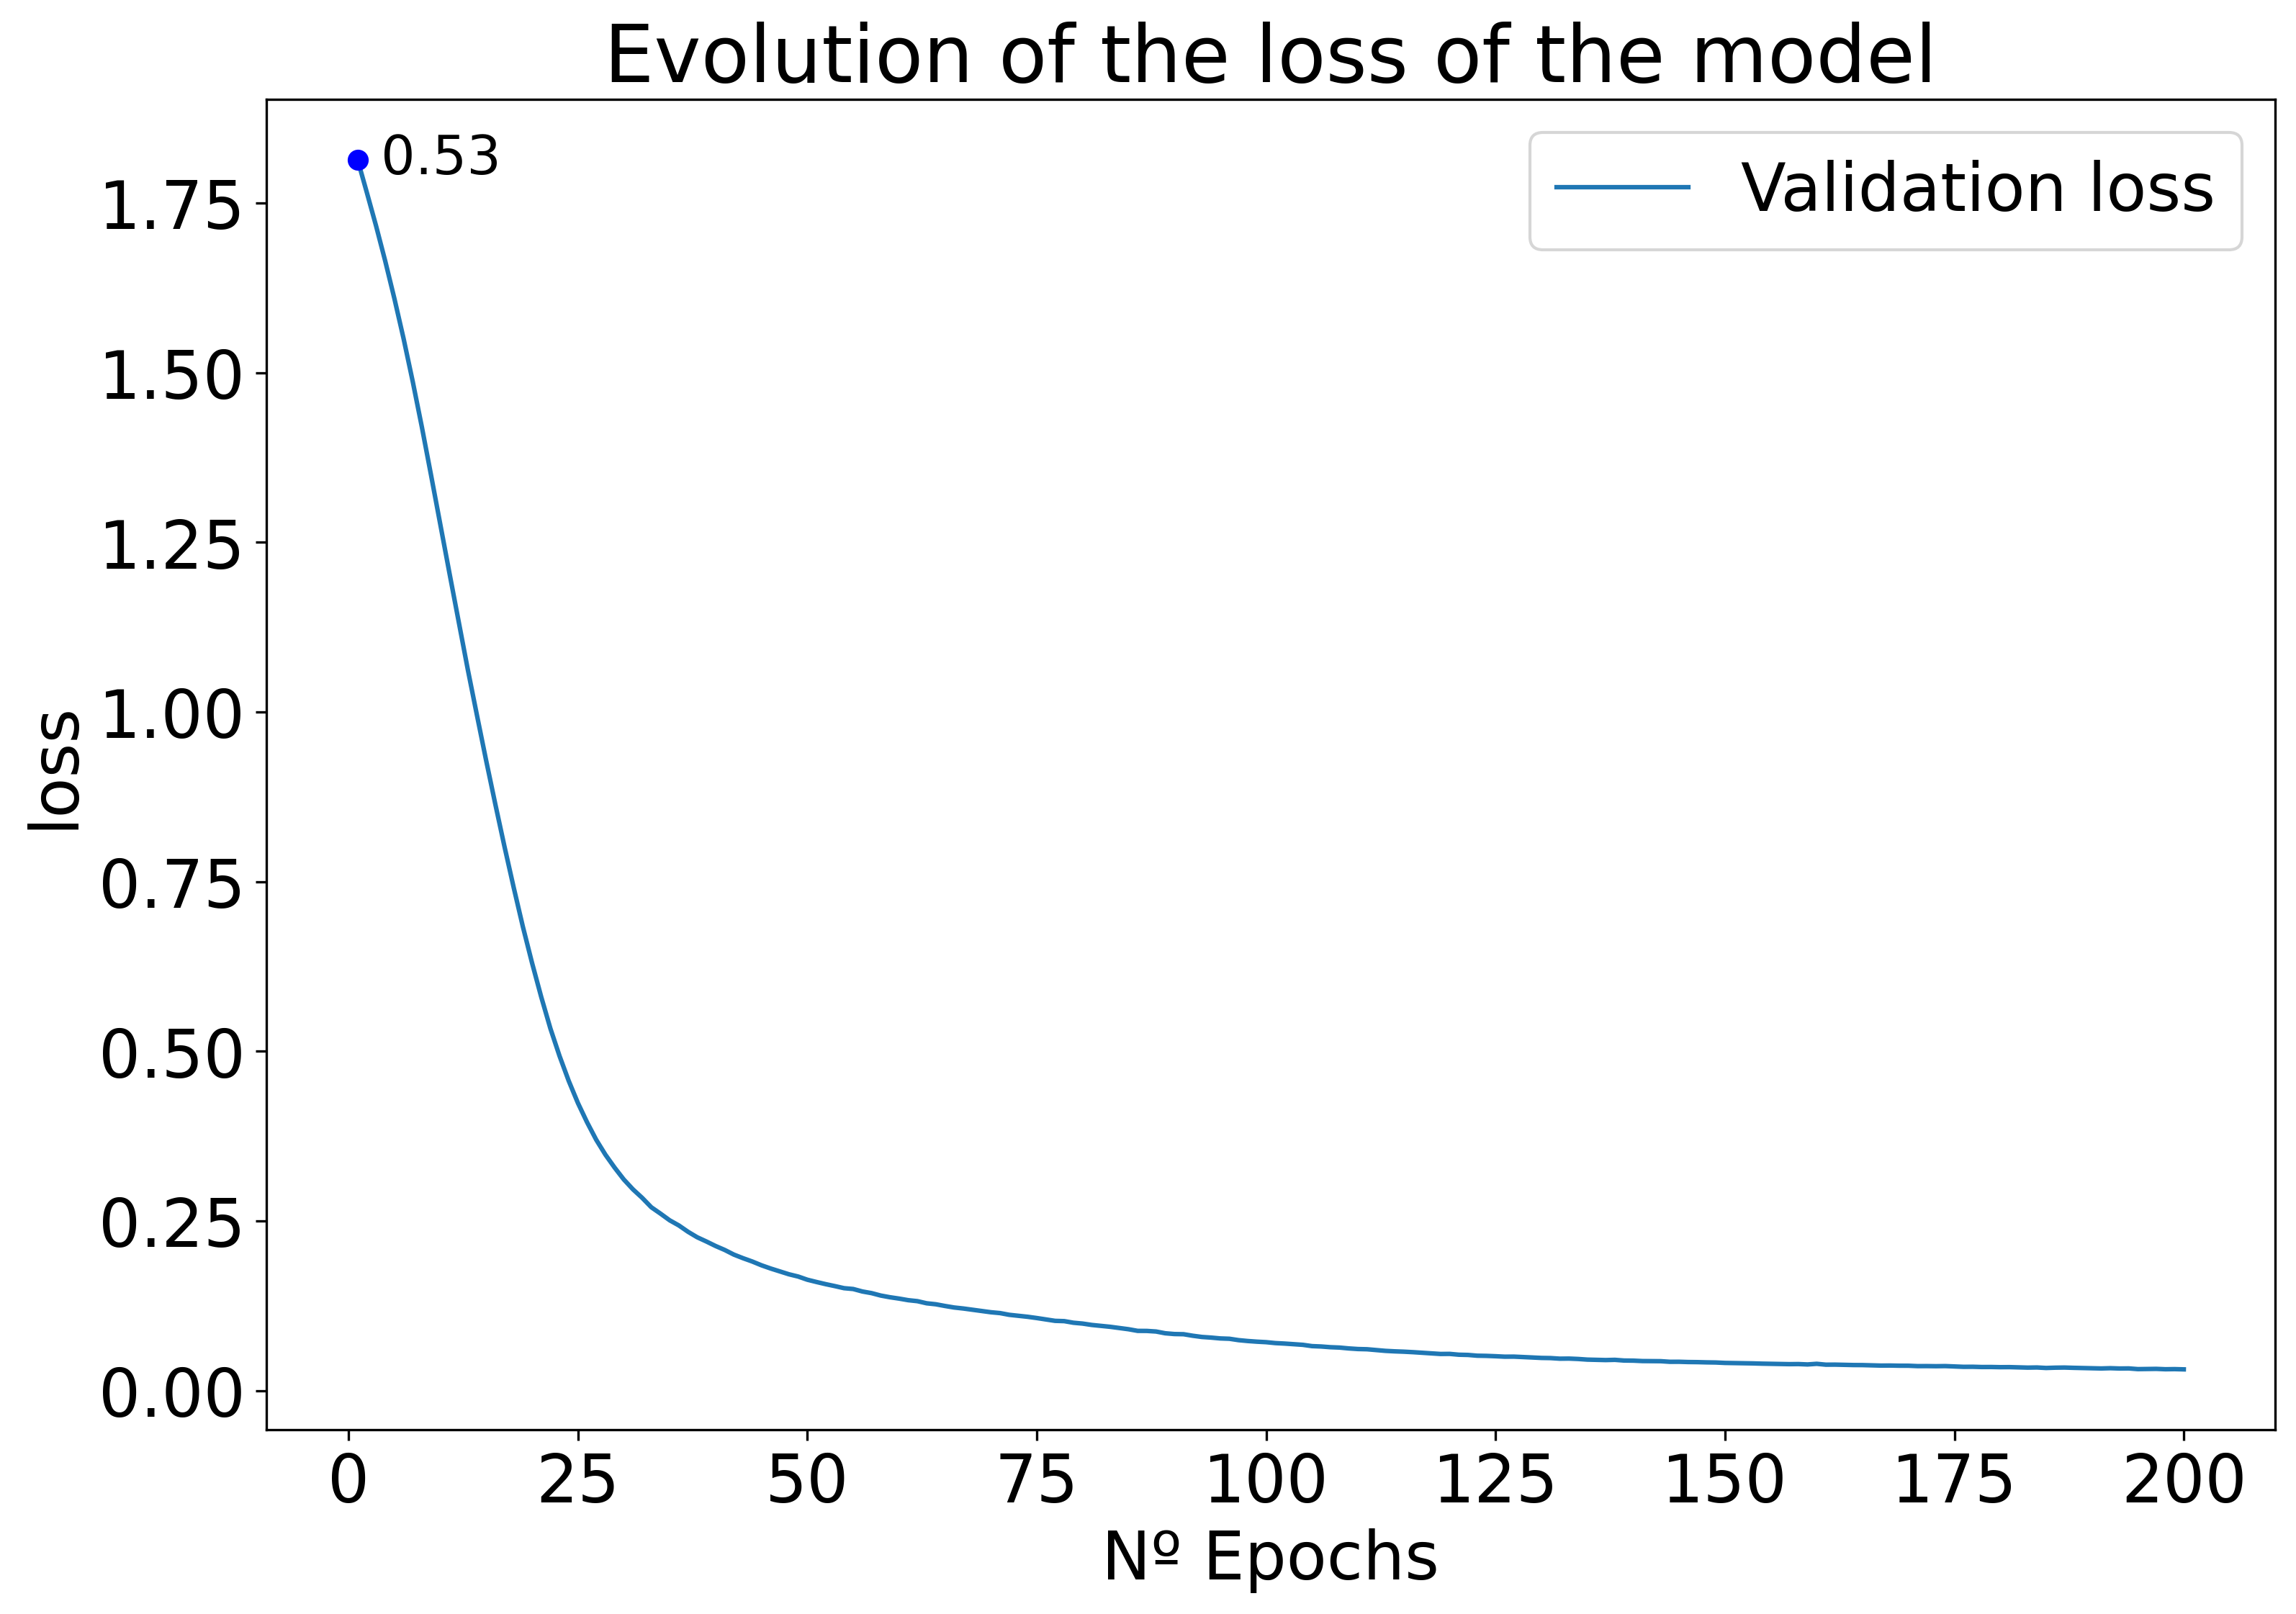 Evolution of the loss of the model
0.53
Validation loss
1.75
1.50
1.25
1.00
0.75
0.50
0.25
0.00
loss
0 25 50 75 100 125 150 175 200
Nº Epochs